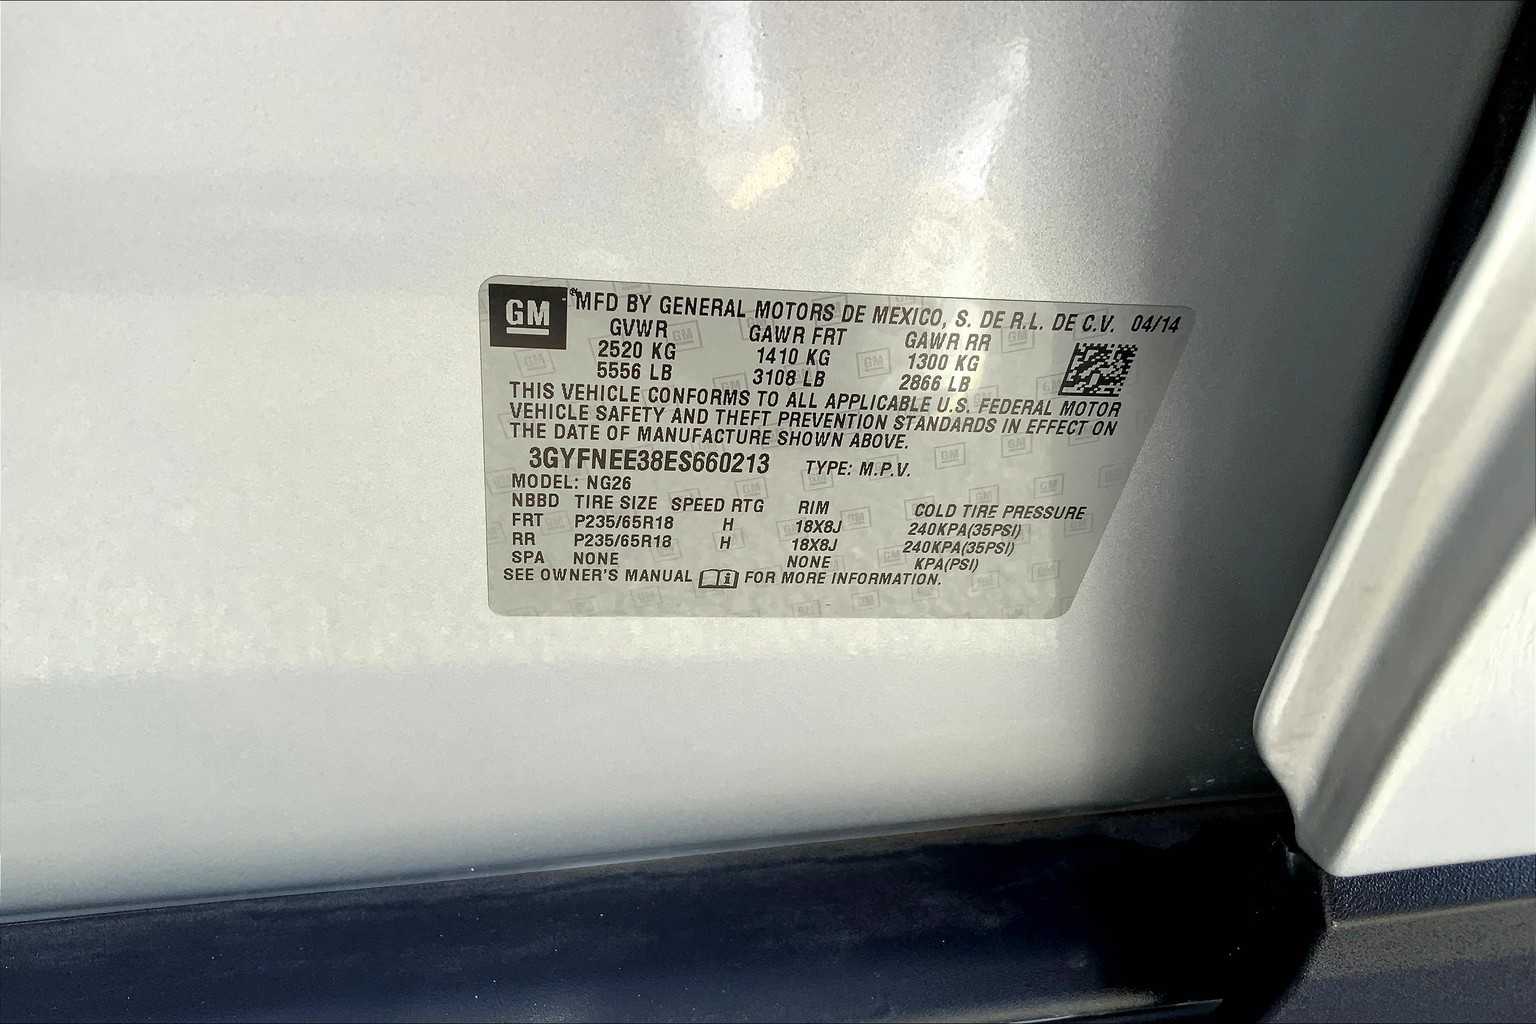 GM MFD BY GENERAL MOTORS DE MEXICO, S. DE R.L. DE C.V. 04/14
GVWR GAWR FRT GAWR RR
2520 KG 1410 KG 1300 KG
5556 LB 3108 LB 2866 LB
THIS VEHICLE CONFORMS TO ALL APPLICABLE U.S. FEDERAL MOTOR
VEHICLE SAFETY AND THEFT PREVENTION STANDARDS IN EFFECT ON
THE DATE OF MANUFACTURE SHOWN ABOVE.
3GYFNEE38ES660213 TYPE: M.P.V.
MODEL: NG26
NBBD TIRE SIZE SPEED RTG RIM COLD TIRE PRESSURE
FRT P235/65R18 H 18X8J 240KPA(35PSI)
RR P235/65R18 H 18X8J 240KPA(35PSI)
SPA NONE NONE KPA(PSI)
SEE OWNER'S MANUAL i FOR MORE INFORMATION.